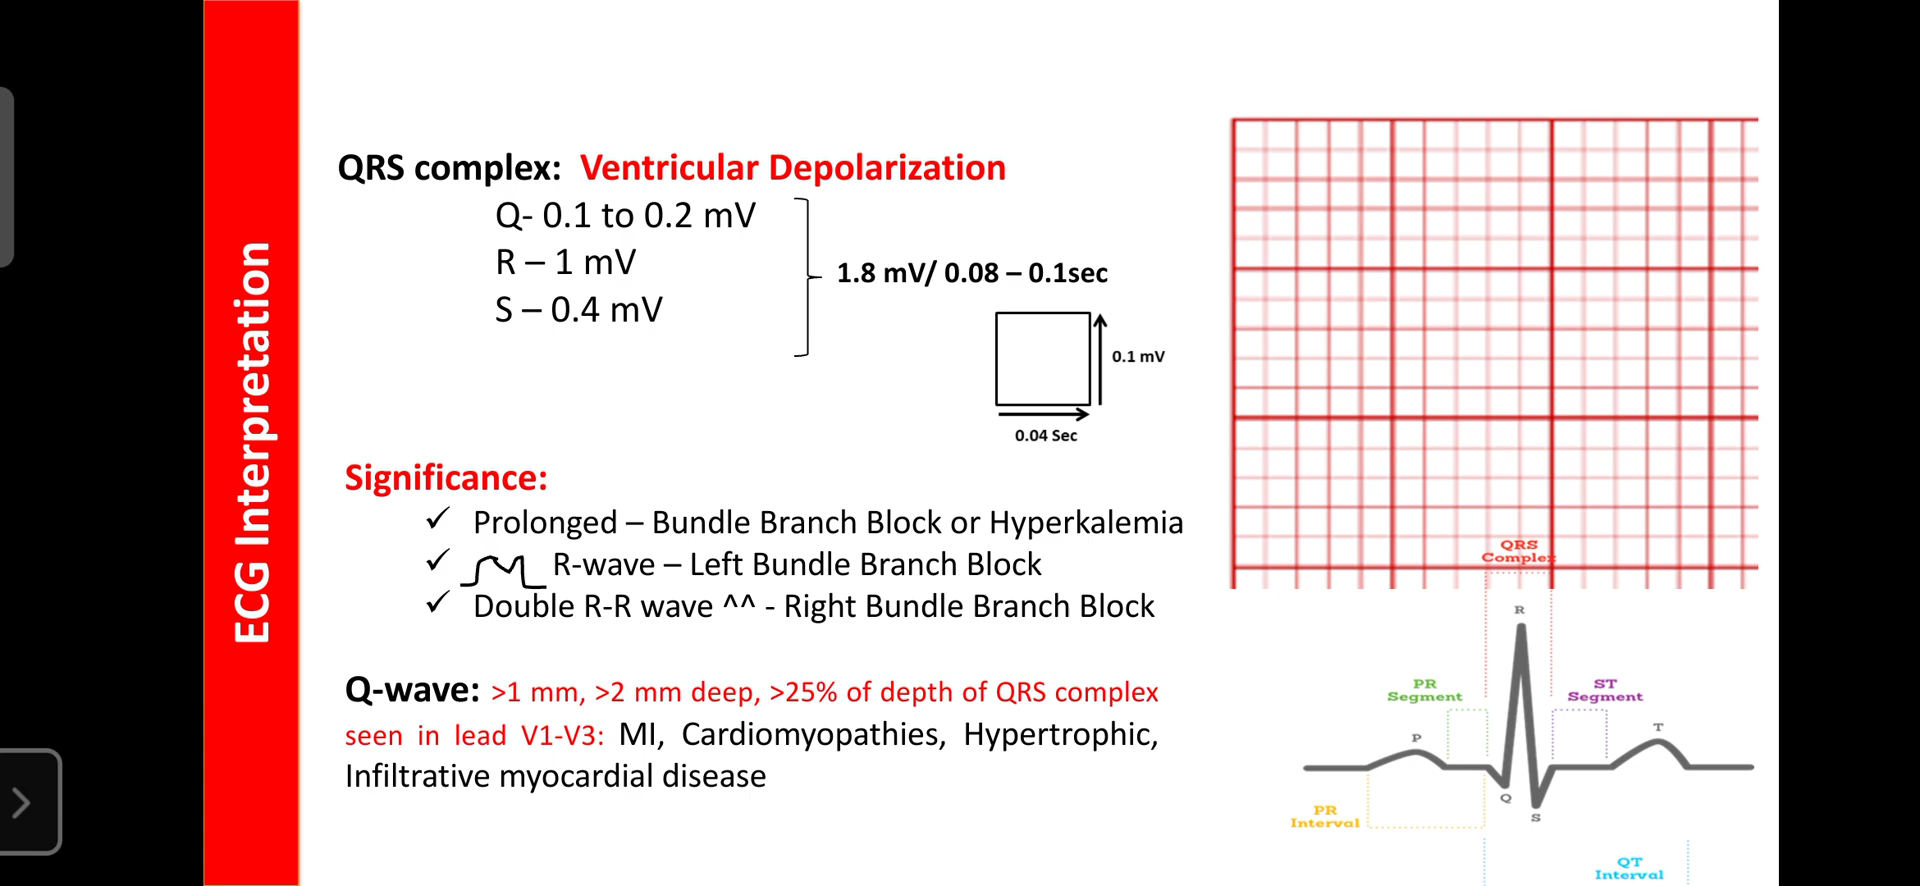 ECG Interpretation
QRS complex: Ventricular Depolarization
Q- 0.1 to 0.2 mV
R – 1 mV
S – 0.4 mV
1.8 mV/ 0.08 – 0.1sec
0.1 mV
0.04 Sec
Significance:
✓ Prolonged – Bundle Branch Block or Hyperkalemia
✓ R-wave – Left Bundle Branch Block
✓ Double R-R wave ^^ - Right Bundle Branch Block
Q-wave: >1 mm, >2 mm deep, >25% of depth of QRS complex
seen in lead V1-V3: MI, Cardiomyopathies, Hypertrophic,
Infiltrative myocardial disease
QRS
Complex
R
PR
Segment
ST
Segment
P
T
Q
S
PR
Interval
QT
Interval